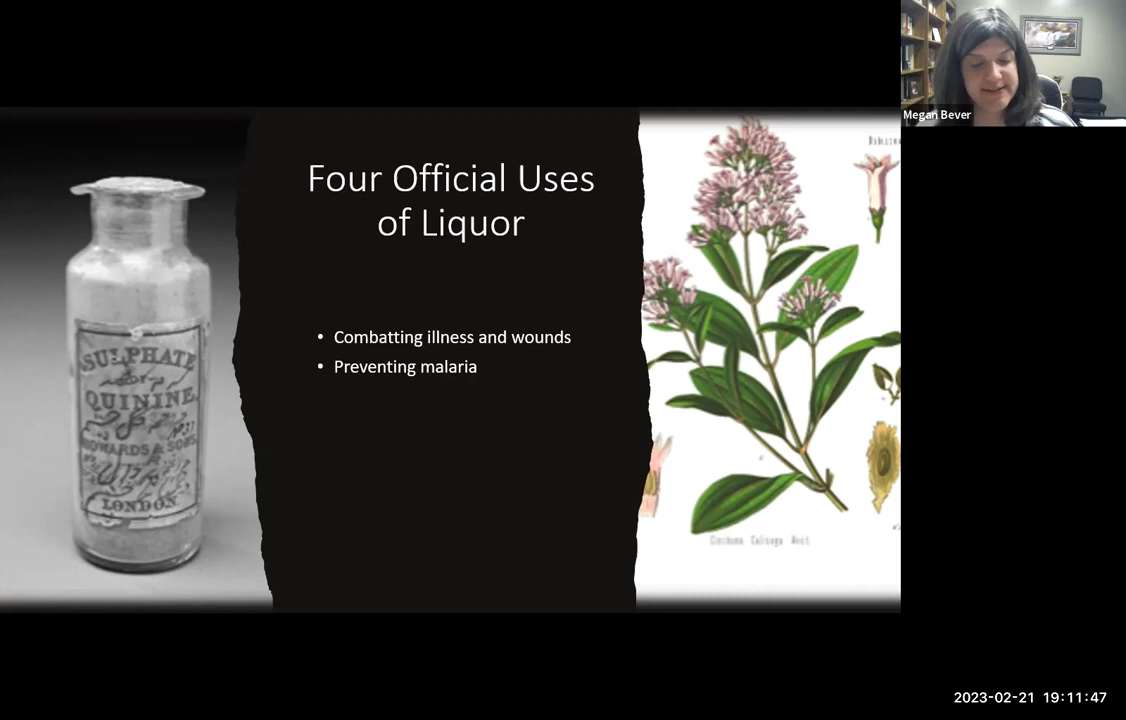 Megan Bever
Four Official Uses
of Liquor
• Combatting illness and wounds
• Preventing malaria
SULPHATE
QUININE
HOWARDS & SONS
LONDON
2023-02-21 19:11:47